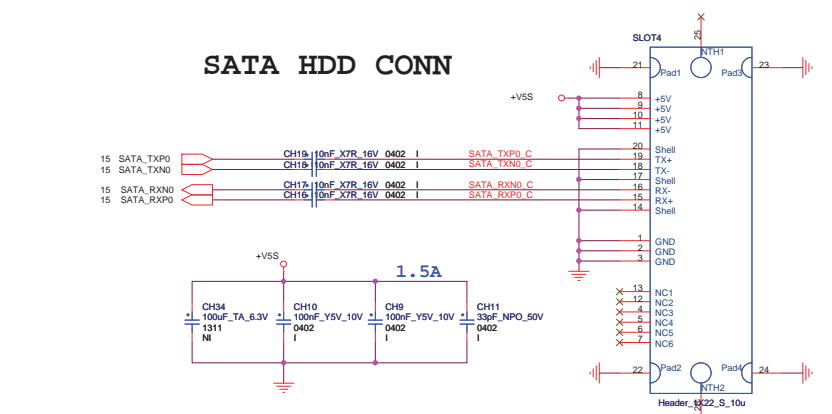 SATA HDD CONN
SLOT4
25
NTH1
21 Pad1 Pad3 23
+V5S
8 +5V
9 +5V
10 +5V
11 +5V
20 Shell
15 SATA_TXP0 CH19 10nF_X7R_16V 0402 I SATA_TXP0_C 19 TX+
15 SATA_TXN0 CH18 10nF_X7R_16V 0402 I SATA_TXN0_C 18 TX-
17 Shell
15 SATA_RXN0 CH17 10nF_X7R_16V 0402 I SATA_RXN0_C 16 RX-
15 SATA_RXP0 CH16 10nF_X7R_16V 0402 I SATA_RXP0_C 15 RX+
14 Shell
1 GND
2 GND
3 GND
+V5S
1.5A
13 NC1
12 NC2
4 NC3
5 NC4
6 NC5
7 NC6
CH34
100uF_TA_6.3V
1311
NI
CH10
100nF_Y5V_10V
0402
I
CH9
100nF_Y5V_10V
0402
I
CH11
33pF_NPO_50V
0402
I
22 Pad2 Pad4 24
NTH2
Header_1X22_S_10u